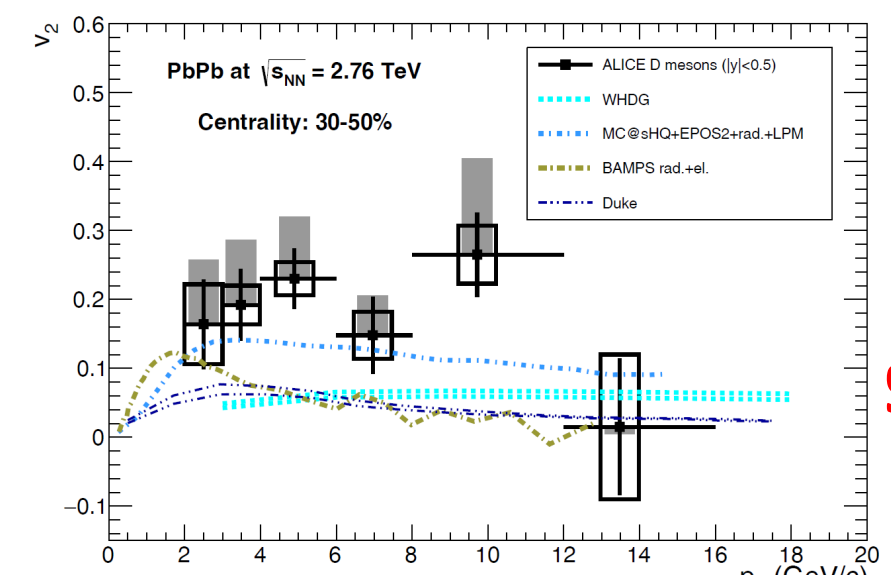 v2
0.6
0.5
0.4
0.3
0.2
0.1
0
−0.1
PbPb at √sNN = 2.76 TeV
Centrality: 30-50%
ALICE D mesons (|y|<0.5)
WHDG
MC@sHQ+EPOS2+rad.+LPM
BAMPS rad.+el.
Duke
0 2 4 6 8 10 12 14 16 18 20
(GeV/c)